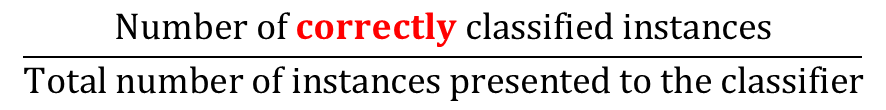 Number of correctly classified instances
Total number of instances presented to the classifier